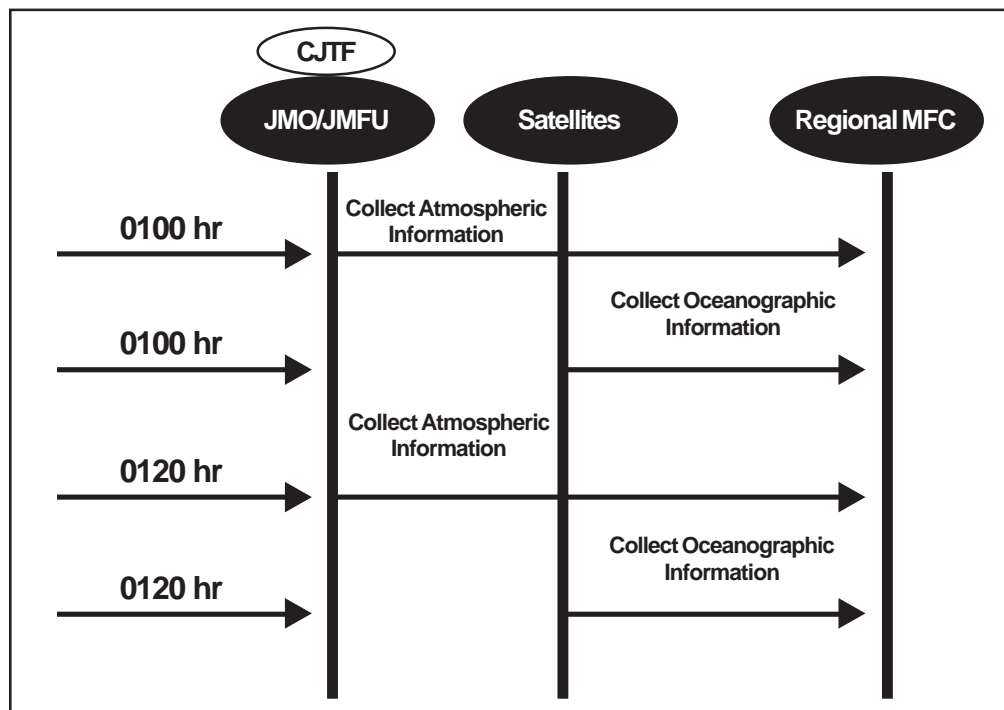 CJTF
JMO/JMFU
Satellites
Regional MFC
0100 hr
Collect Atmospheric
Information
0100 hr
Collect Oceanographic
Information
0120 hr
Collect Atmospheric
Information
0120 hr
Collect Oceanographic
Information